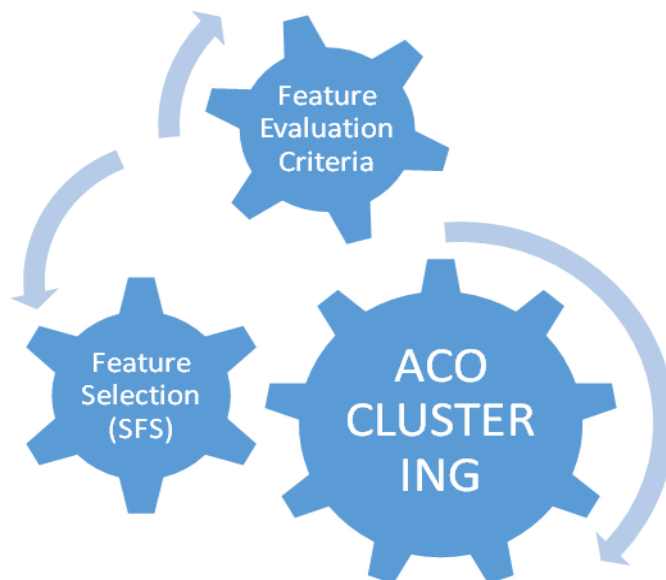 Feature
Evaluation
Criteria
Feature
Selection
(SFS)
ACO
CLUSTER
ING